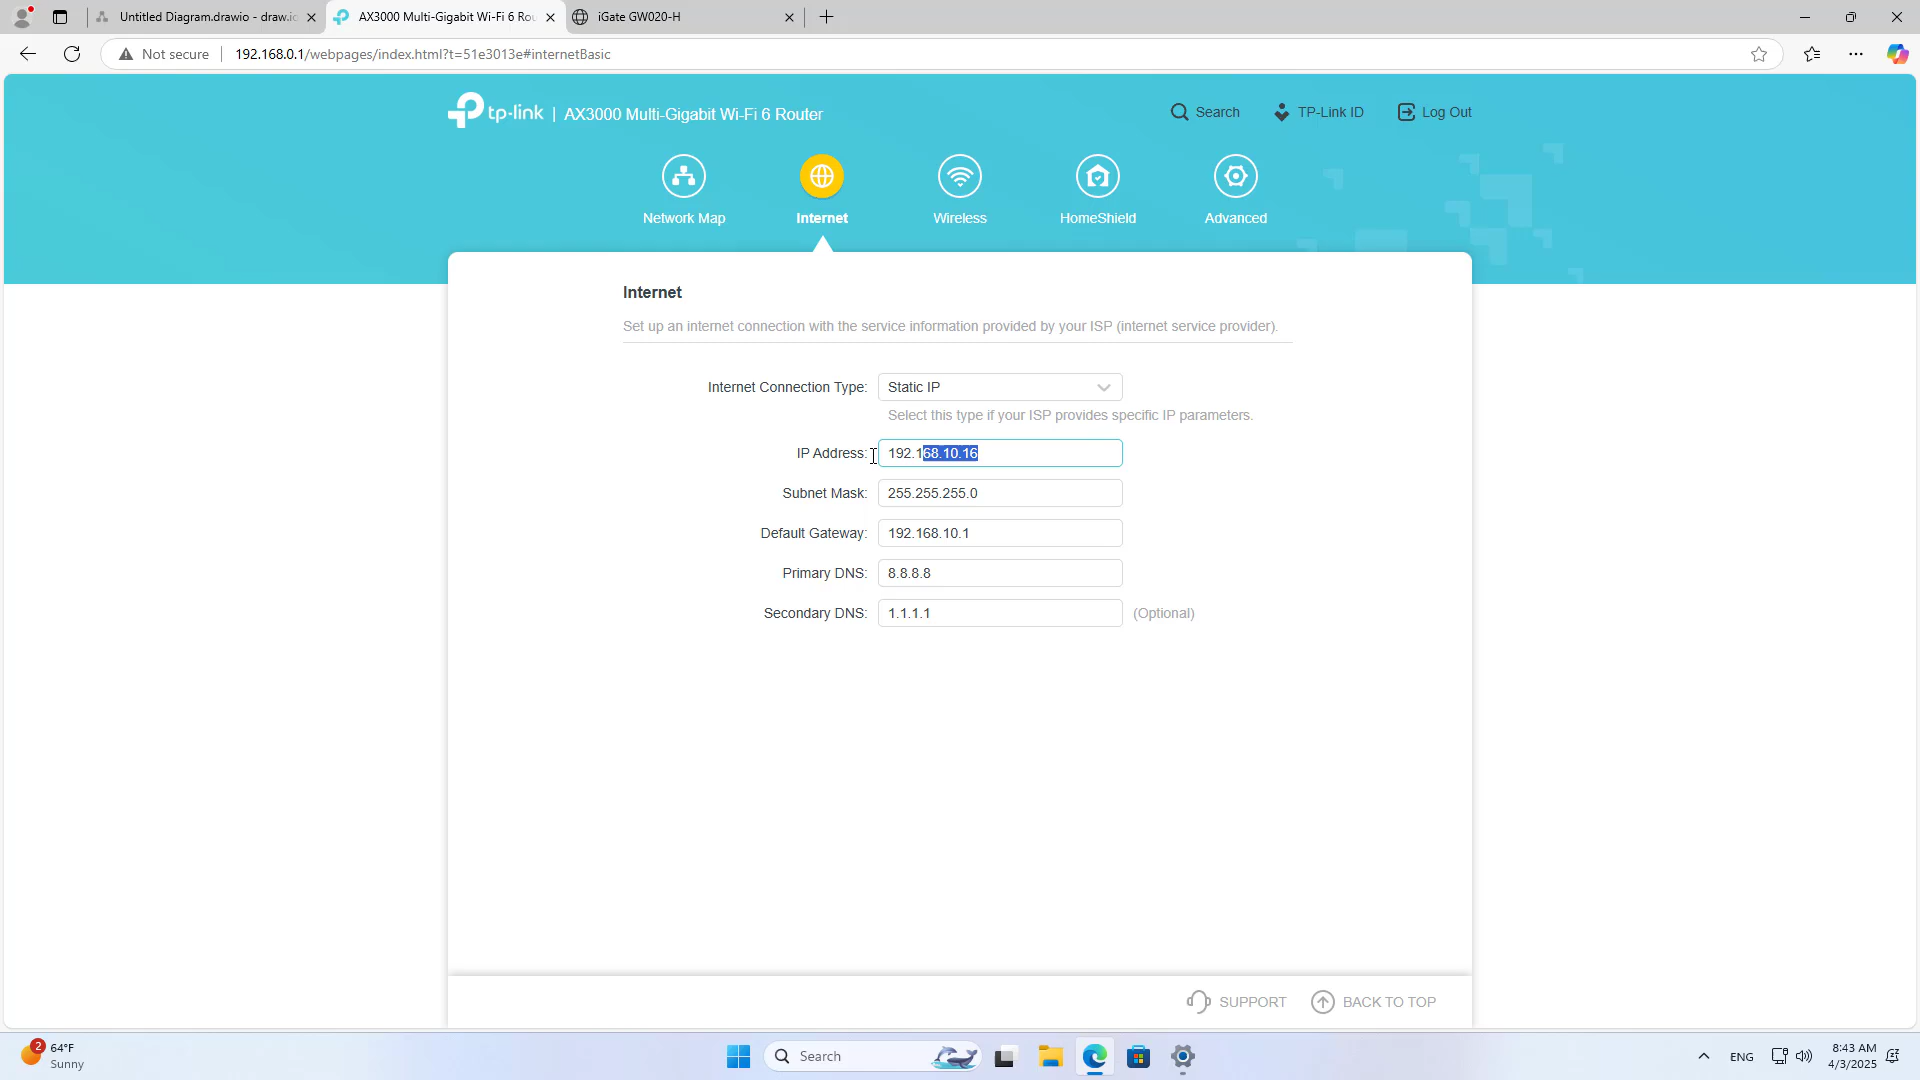 Untitled Diagram.drawio - draw.io
AX3000 Multi-Gigabit Wi-Fi 6 Rou
iGate GW020-H
Not secure
192.168.0.1/webpages/index.html?t=51e3013e#internetBasic
tp-link | AX3000 Multi-Gigabit Wi-Fi 6 Router
Search
TP-Link ID
Log Out
Network Map
Internet
Wireless
HomeShield
Advanced
Internet
Set up an internet connection with the service information provided by your ISP (internet service provider).
Internet Connection Type: Static IP
Select this type if your ISP provides specific IP parameters.
IP Address: 192.168.10.16
Subnet Mask: 255.255.255.0
Default Gateway: 192.168.10.1
Primary DNS: 8.8.8.8
Secondary DNS: 1.1.1.1 (Optional)
SUPPORT
BACK TO TOP
2
64°F
Sunny
Search
ENG
8:43 AM
4/3/2025